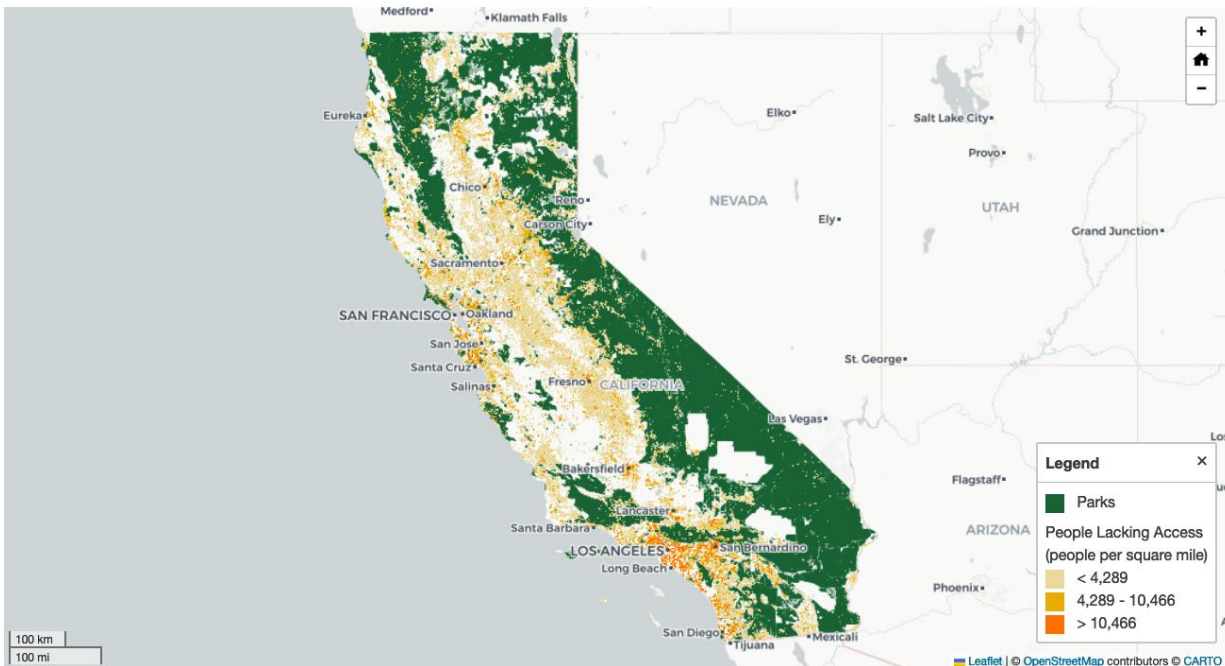 Medford
Klamath Falls
+
−
Eureka
Elko
Salt Lake City
Provo
Chico
Reno
NEVADA
UTAH
Carson City
Ely
Grand Junction
Sacramento
SAN FRANCISCO
Oakland
San Jose
St. George
Santa Cruz
Fresno
CALIFORNIA
Salinas
Las Vegas
Bakersfield
Flagstaff
Lancaster
Santa Barbara
ARIZONA
LOS ANGELES
San Bernardino
Long Beach
Phoenix
San Diego
Tijuana
Mexicali
Legend
×
Parks
People Lacking Access
(people per square mile)
< 4,289
4,289 - 10,466
> 10,466
100 km
100 mi
Leaflet | © OpenStreetMap contributors © CARTO